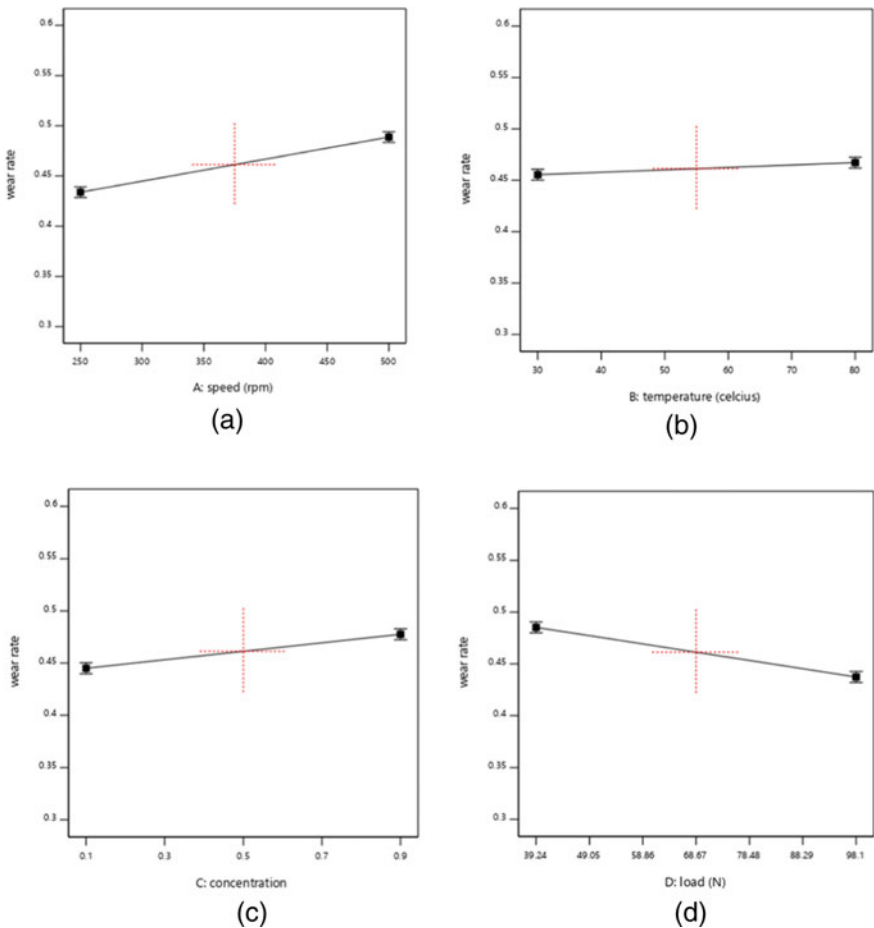 0.6
0.55
0.5
0.45
0.4
0.35
0.3
wear rate
250 300 350 400 450 500
A: speed (rpm)
(a)
0.6
0.55
0.5
0.45
0.4
0.35
0.3
wear rate
30 40 50 60 70 80
B: temperature (celcius)
(b)
0.6
0.55
0.5
0.45
0.4
0.35
0.3
wear rate
0.1 0.3 0.5 0.7 0.9
C: concentration
(c)
0.6
0.55
0.5
0.45
0.4
0.35
0.3
wear rate
39.24 49.05 58.86 68.67 78.48 88.29 98.1
D: load (N)
(d)